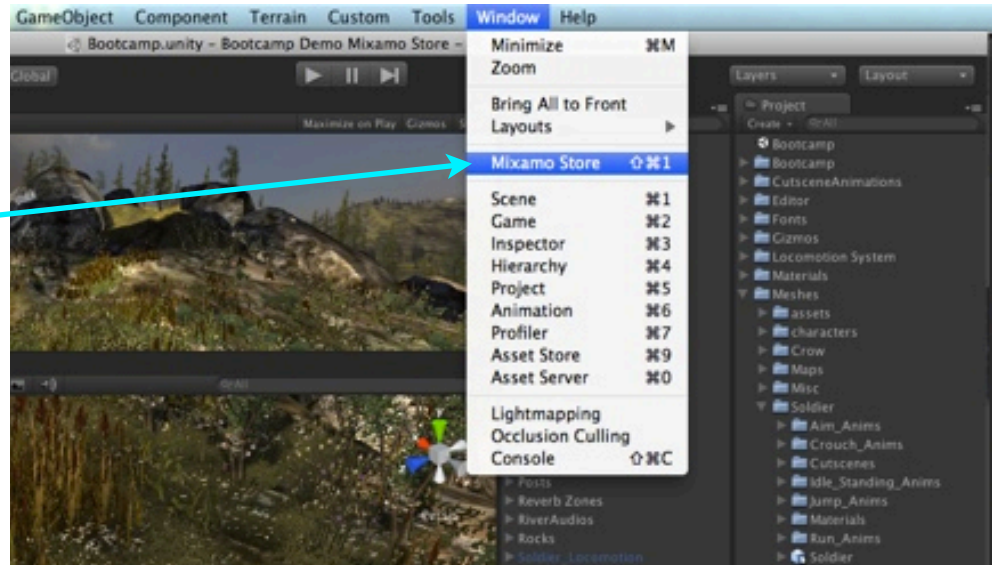 GameObject Component Terrain Custom Tools Window Help
Bootcamp.unity – Bootcamp Demo Mixamo Store –
Global
Layers
Layout
Maximize on Play Gizmos
Minimize ⌘M
Zoom
Bring All to Front
Layouts
Mixamo Store ⇧⌘1
Scene ⌘1
Game ⌘2
Inspector ⌘3
Hierarchy ⌘4
Project ⌘5
Animation ⌘6
Profiler ⌘7
Asset Store ⌘9
Asset Server ⌘0
Lightmapping
Occlusion Culling
Console ⇧⌘C
Posts
Reverb Zones
RiverAudios
Rocks
Soldier_Locomotion
Project
Create
All
Bootcamp
Bootcamp
CutsceneAnimations
Editor
Fonts
Gizmos
Locomotion System
Materials
Meshes
assets
characters
Crow
Maps
Misc
Soldier
Aim_Anims
Crouch_Anims
Cutscenes
Idle_Standing_Anims
Jump_Anims
Materials
Run_Anims
Soldier
All